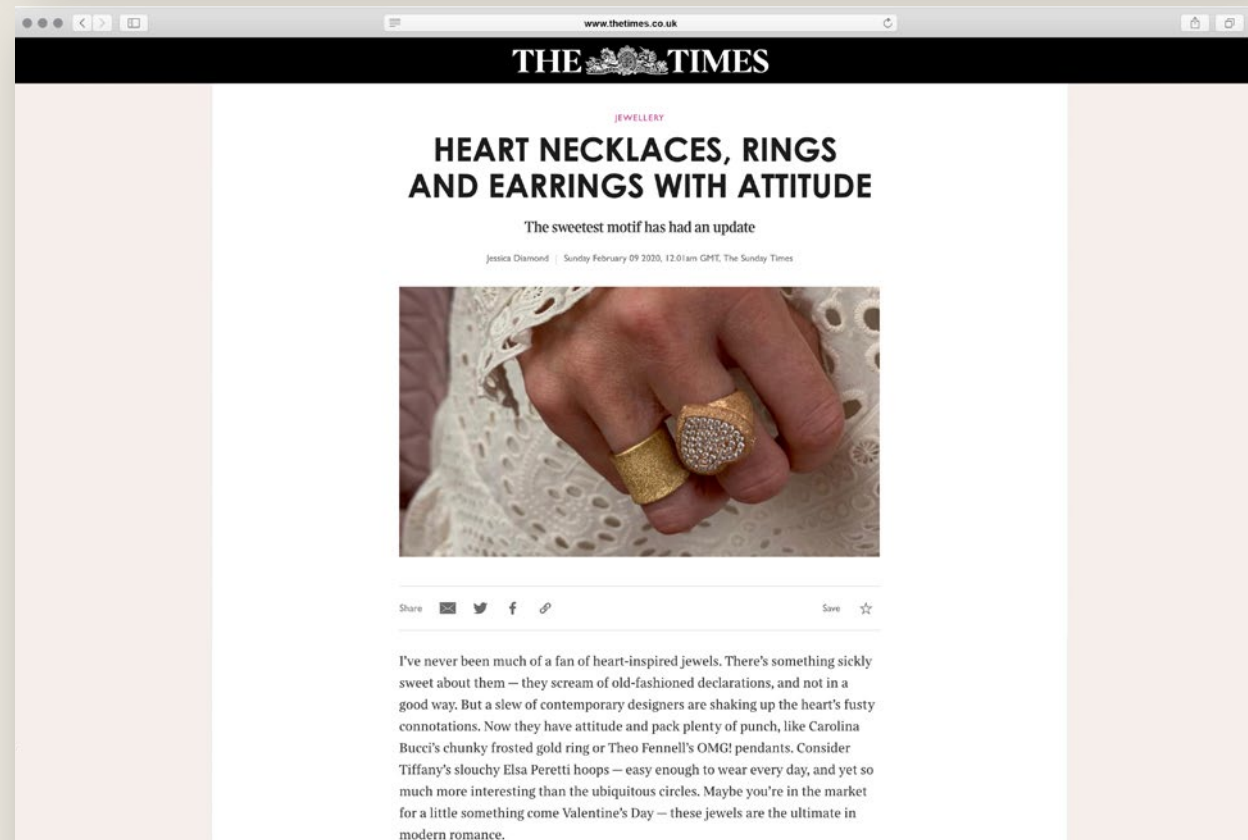 www.thetimes.co.uk
THE TIMES
JEWELLERY
HEART NECKLACES, RINGS
AND EARRINGS WITH ATTITUDE
The sweetest motif has had an update
Jessica Diamond | Sunday February 09 2020, 12.01am GMT, The Sunday Times
Share
Save
I've never been much of a fan of heart-inspired jewels. There's something sickly
sweet about them — they scream of old-fashioned declarations, and not in a
good way. But a slew of contemporary designers are shaking up the heart's fusty
connotations. Now they have attitude and pack plenty of punch, like Carolina
Bucci's chunky frosted gold ring or Theo Fennell's OMG! pendants. Consider
Tiffany's slouchy Elsa Peretti hoops — easy enough to wear every day, and yet so
much more interesting than the ubiquitous circles. Maybe you're in the market
for a little something come Valentine's Day — these jewels are the ultimate in
modern romance.